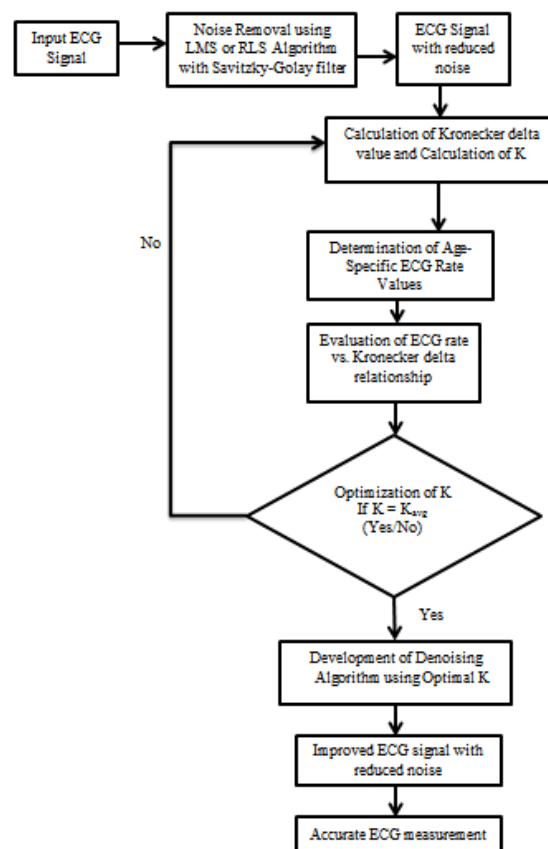 Input ECG
Signal
Noise Removal using
LMS or RLS Algorithm
with Savitzky-Golay filter
ECG Signal
with reduced
noise
Calculation of Kronecker delta
value and Calculation of K
No
Determination of Age-
Specific ECG Rate
Values
Evaluation of ECG rate
vs. Kronecker delta
relationship
Optimization of K
If K = Kavg
(Yes/No)
Yes
Development of Denoising
Algorithm using Optimal K
Improved ECG signal with
reduced noise
Accurate ECG measurement